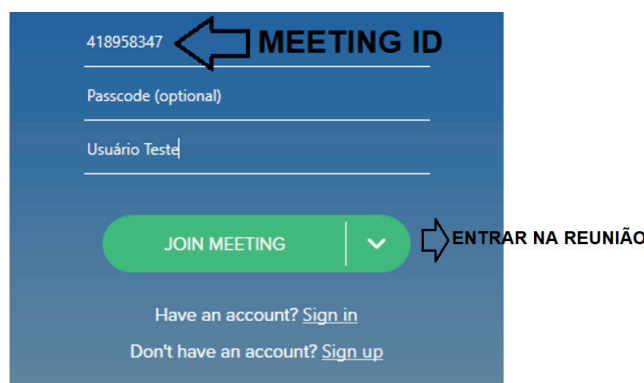 418958347 MEETING ID
Passcode (optional)
Usuário Teste
JOIN MEETING ENTRAR NA REUNIÃO
Have an account? Sign in
Don't have an account? Sign up